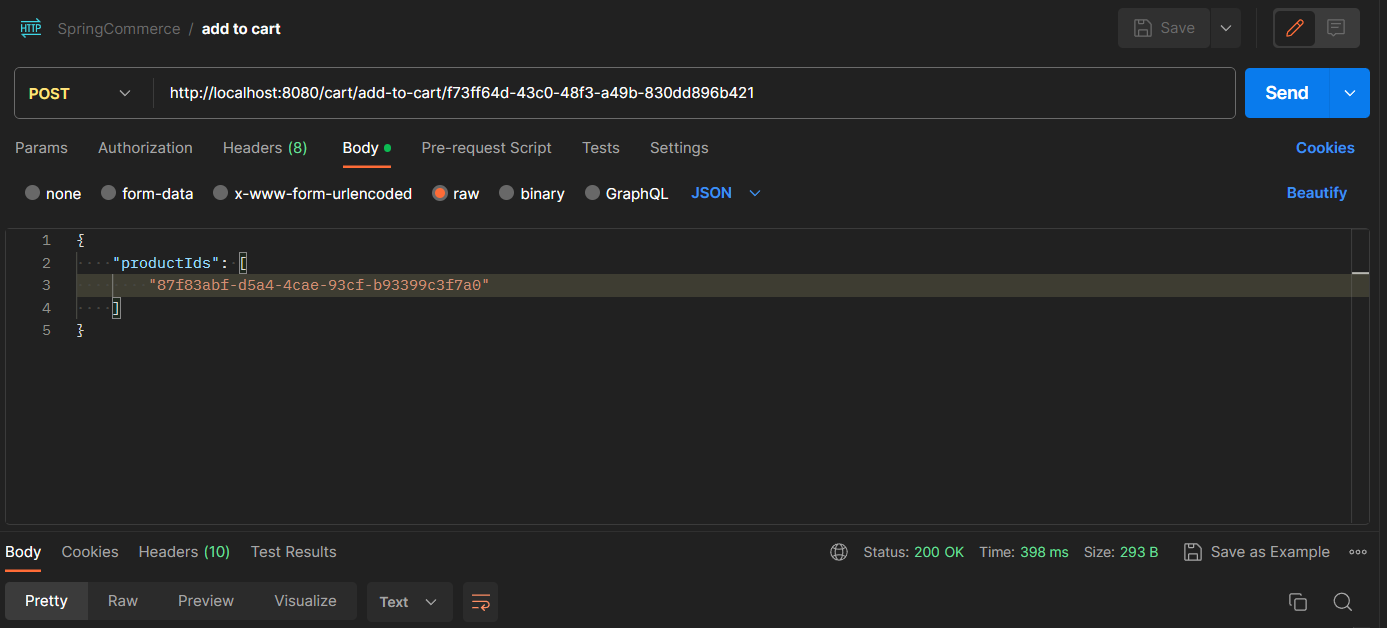 HTTP SpringCommerce / add to cart Save
POST http://localhost:8080/cart/add-to-cart/f73ff64d-43c0-48f3-a49b-830dd896b421 Send
Params Authorization Headers (8) Body Pre-request Script Tests Settings Cookies
none form-data x-www-form-urlencoded raw binary GraphQL JSON Beautify
1 {
2 "productIds": [
3 "87f83abf-d5a4-4cae-93cf-b93399c3f7a0"
4 ]
5 }
Body Cookies Headers (10) Test Results Status: 200 OK Time: 398 ms Size: 293 B Save as Example
Pretty Raw Preview Visualize Text